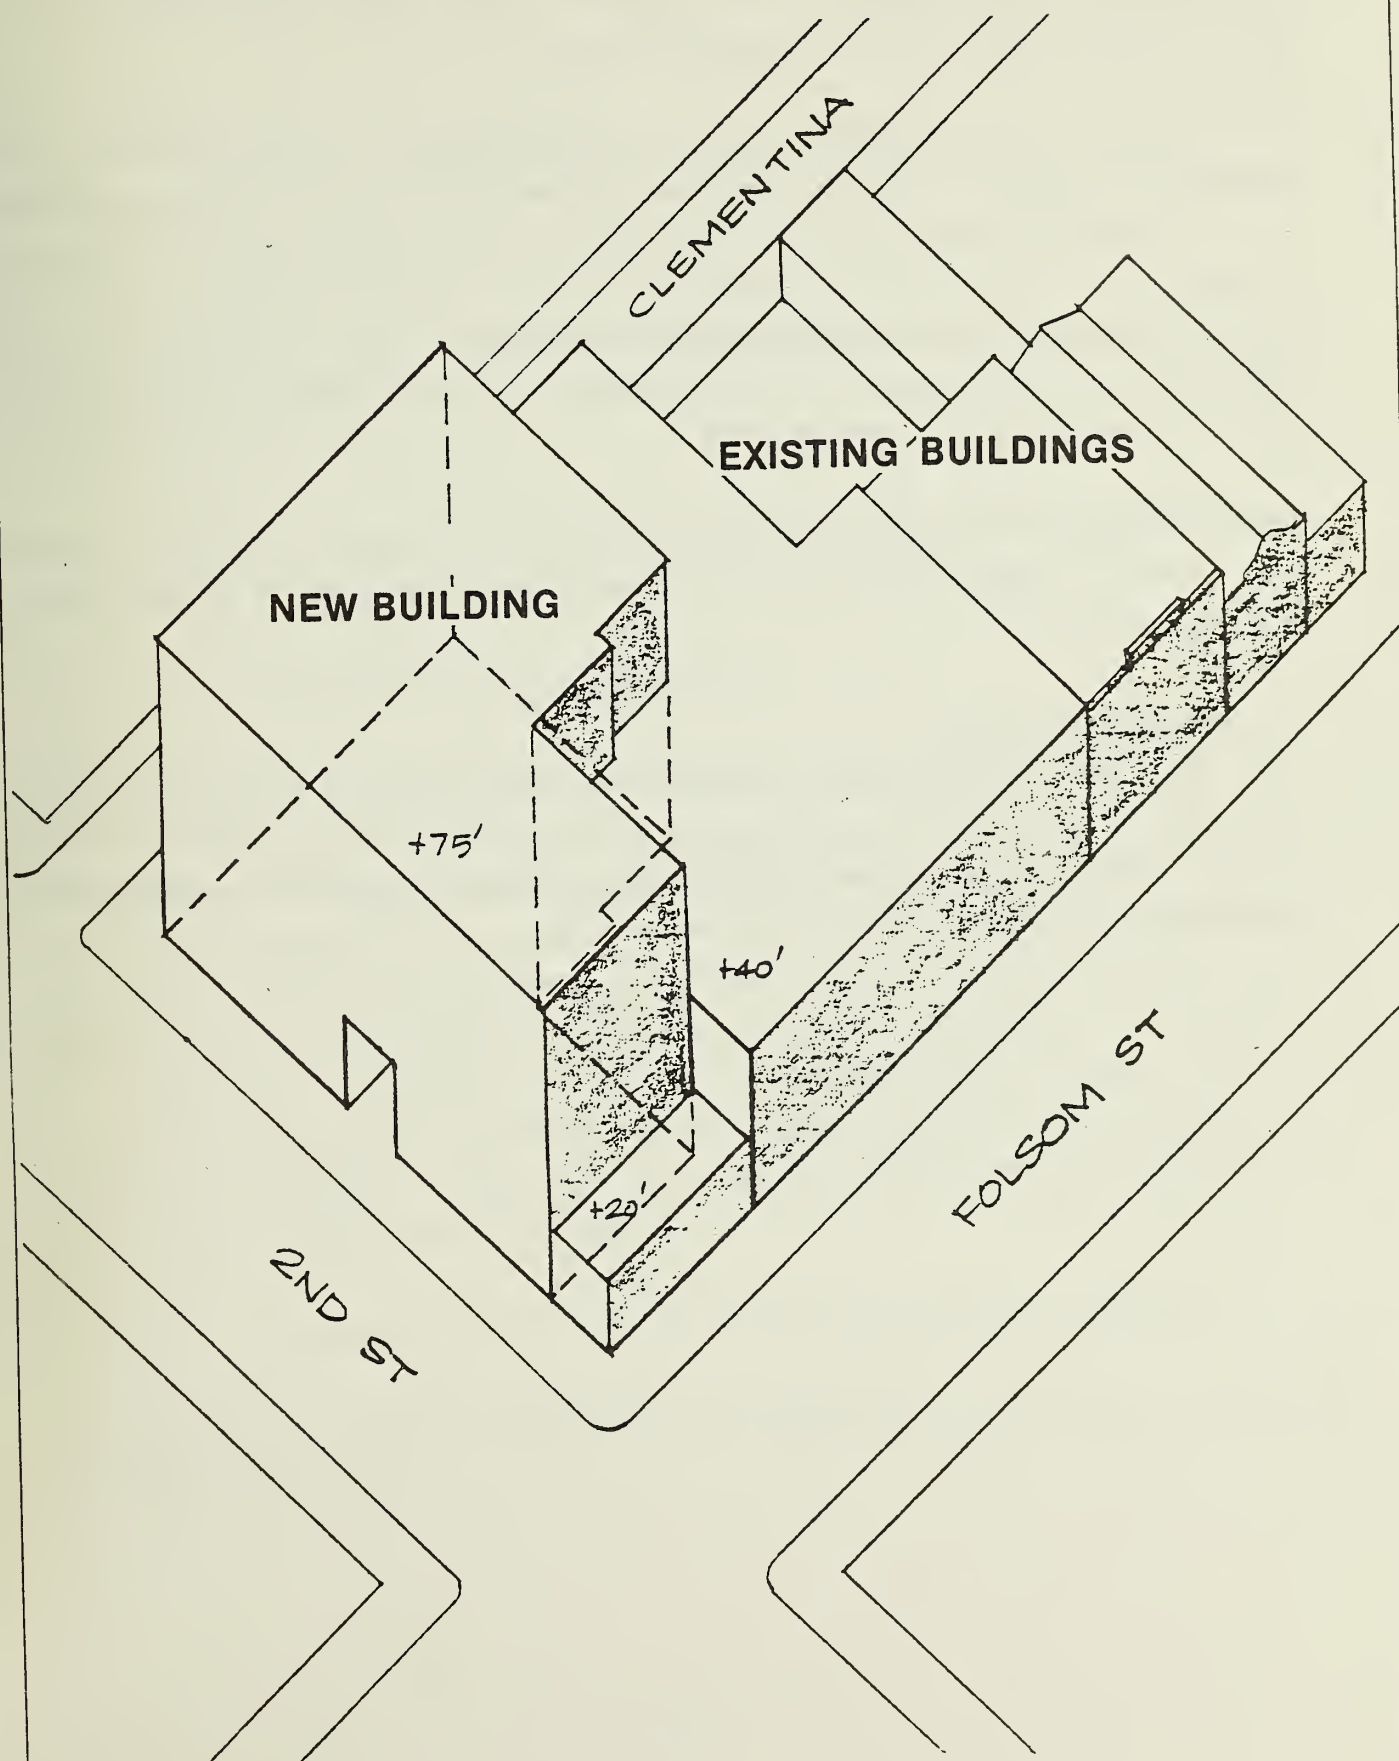 CLEMENTINA
EXISTING BUILDINGS
NEW BUILDING
+75'
+40'
+20'
FOLSOM ST
2ND ST